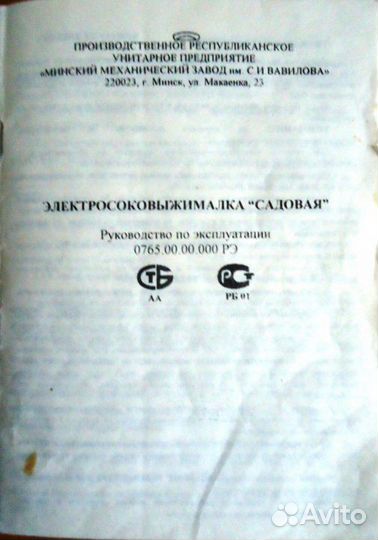 ПРОИЗВОДСТВЕННОЕ РЕСПУБЛИКАНСКОЕ
УНИТАРНОЕ ПРЕДПРИЯТИЕ
«МИНСКИЙ МЕХАНИЧЕСКИЙ ЗАВОД им. С И ВАВИЛОВА»
220023, г. Минск, ул. Макаенка, 23
ЭЛЕКТРОСОКОВЫЖИМАЛКА “САДОВАЯ”
Руководство по эксплуатации
0765.00.00.000 РЭ
СТБ РСТ
АА РБ 01
Avito